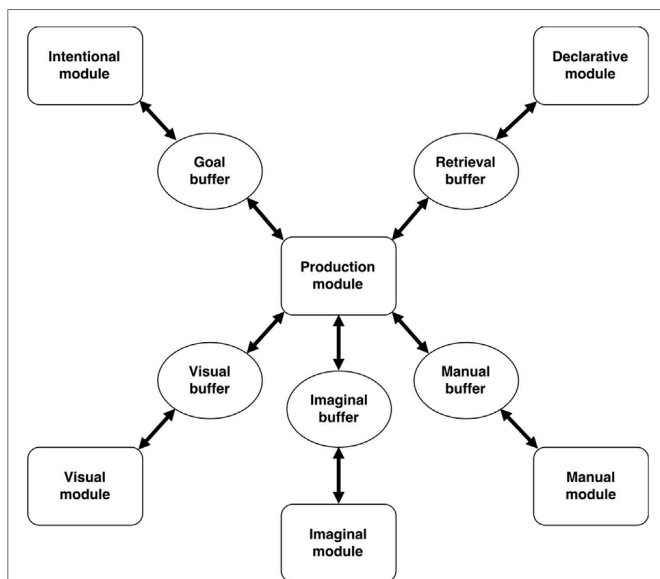 Intentional
module
Declarative
module
Goal
buffer
Retrieval
buffer
Production
module
Visual
buffer
Imaginal
buffer
Manual
buffer
Visual
module
Imaginal
module
Manual
module